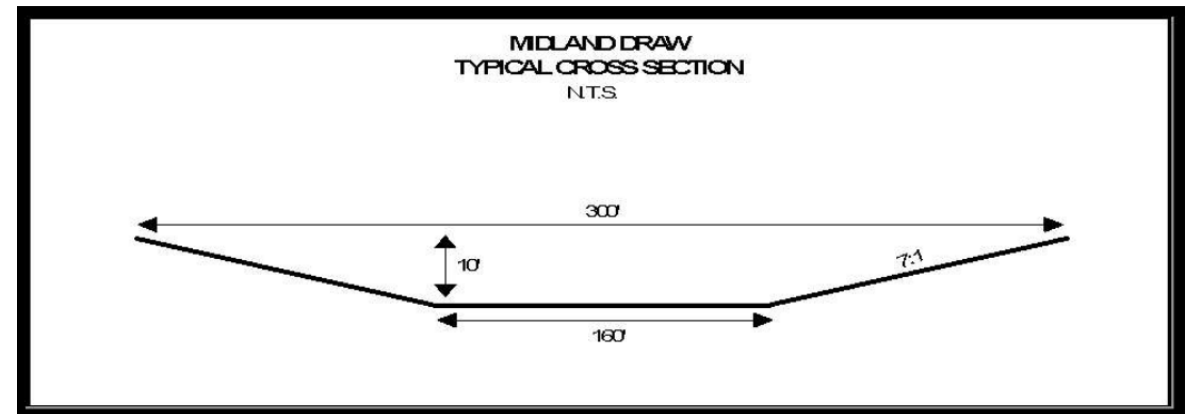 MIDLAND DRAW
TYPICAL CROSS SECTION
N.T.S.
300'
10'
7:1
160'